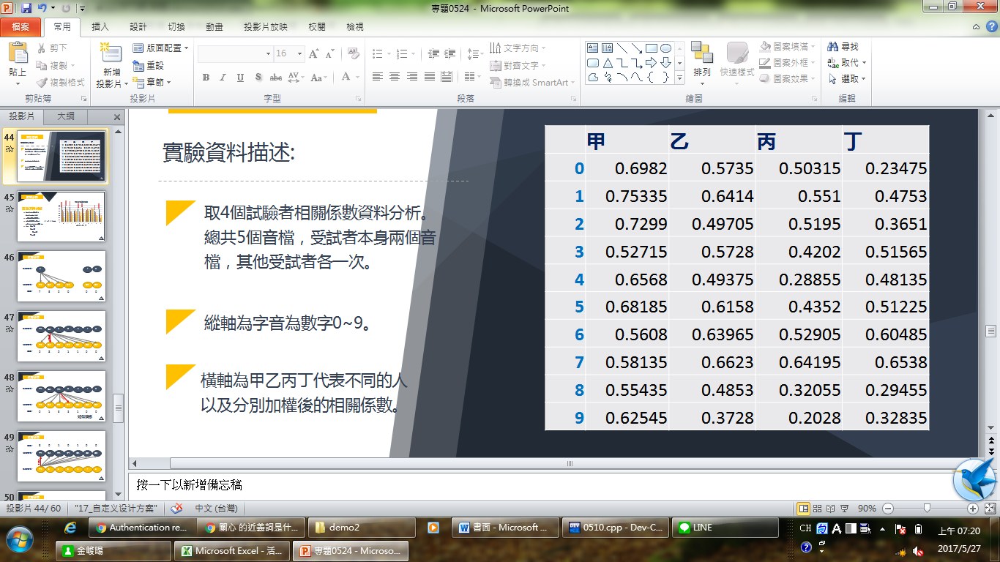 專題0524 - Microsoft PowerPoint
檔案 常用 插入 設計 切換 動畫 投影片放映 校閱 檢視
貼上 剪下 複製 複製格式 剪貼簿
新增投影片 版面配置 重設 章節 投影片
16
B I U S abc AV Aa A
字型
文字方向 對齊文字 轉換成 SmartArt 段落
排列 快速樣式 圖案填滿 圖案外框 圖案效果 繪圖
尋找 取代 選取 編輯
投影片 大綱
44
45
46
47
48
49
50
實驗資料描述:
取4個試驗者相關係數資料分析。
總共5個音檔，受試者本身兩個音
檔，其他受試者各一次。
縱軸為字音為數字0~9。
橫軸為甲乙丙丁代表不同的人
以及分別加權後的相關係數。
甲 乙 丙 丁
0 0.6982 0.5735 0.50315 0.23475
1 0.75335 0.6414 0.551 0.4753
2 0.7299 0.49705 0.5195 0.3651
3 0.52715 0.5728 0.4202 0.51565
4 0.6568 0.49375 0.28855 0.48135
5 0.68185 0.6158 0.4352 0.51225
6 0.5608 0.63965 0.52905 0.60485
7 0.58135 0.6623 0.64195 0.6538
8 0.55435 0.4853 0.32055 0.29455
9 0.62545 0.3728 0.2028 0.32835
按一下以新增備忘稿
投影片 44/ 60 "17_自定义设计方案" 中文 (台灣) 90%
Authentication re... 關心 的近義詞是什... demo2 書面 - Microsoft ... 0510.cpp - Dev-C... LINE CH 上午 07:20
金峻暘 Microsoft Excel - 活... 專題0524 - Microso... 2017/5/27